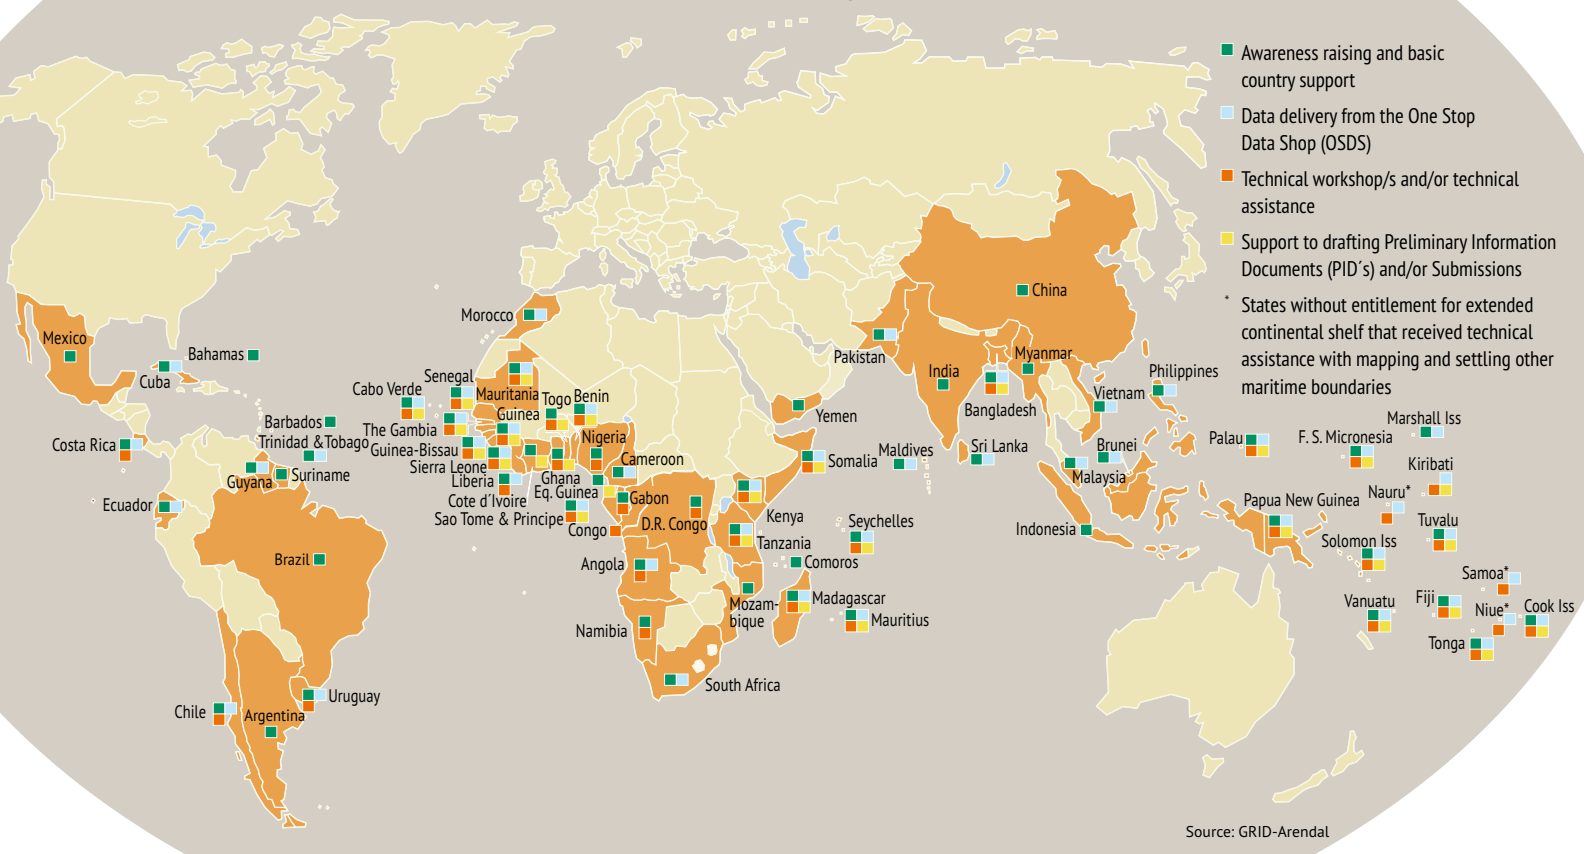 Awareness raising and basic
country support
Data delivery from the One Stop
Data Shop (OSDS)
Technical workshop/s and/or technical
assistance
Support to drafting Preliminary Information
Documents (PID´s) and/or Submissions
* States without entitlement for extended
continental shelf that received technical
assistance with mapping and settling other
maritime boundaries
China
Morocco
Mexico
Bahamas
Cuba
Pakistan
Myanmar
India
Philippines
Senegal
Cabo Verde
Mauritania
Togo
Benin
Vietnam
Bangladesh
Yemen
Guinea
Barbados
The Gambia
Marshall Iss
Costa Rica
Trinidad &Tobago
Guinea-Bissau
Nigeria
Palau
F. S. Micronesia
Maldives
Sri Lanka
Brunei
Sierra Leone
Cameroon
Somalia
Kiribati
Guyana
Suriname
Liberia
Ghana
Malaysia
Eq. Guinea
Nauru*
Ecuador
Cote d´Ivoire
Gabon
Papua New Guinea
Sao Tome & Principe
D.R. Congo
Kenya
Seychelles
Tuvalu
Congo
Indonesia
Tanzania
Solomon Iss
Brazil
Angola
Comoros
Samoa*
Mozam-
bique
Madagascar
Vanuatu
Fiji
Niue*
Cook Iss
Namibia
Mauritius
Tonga
South Africa
Uruguay
Chile
Argentina
Source: GRID-Arendal